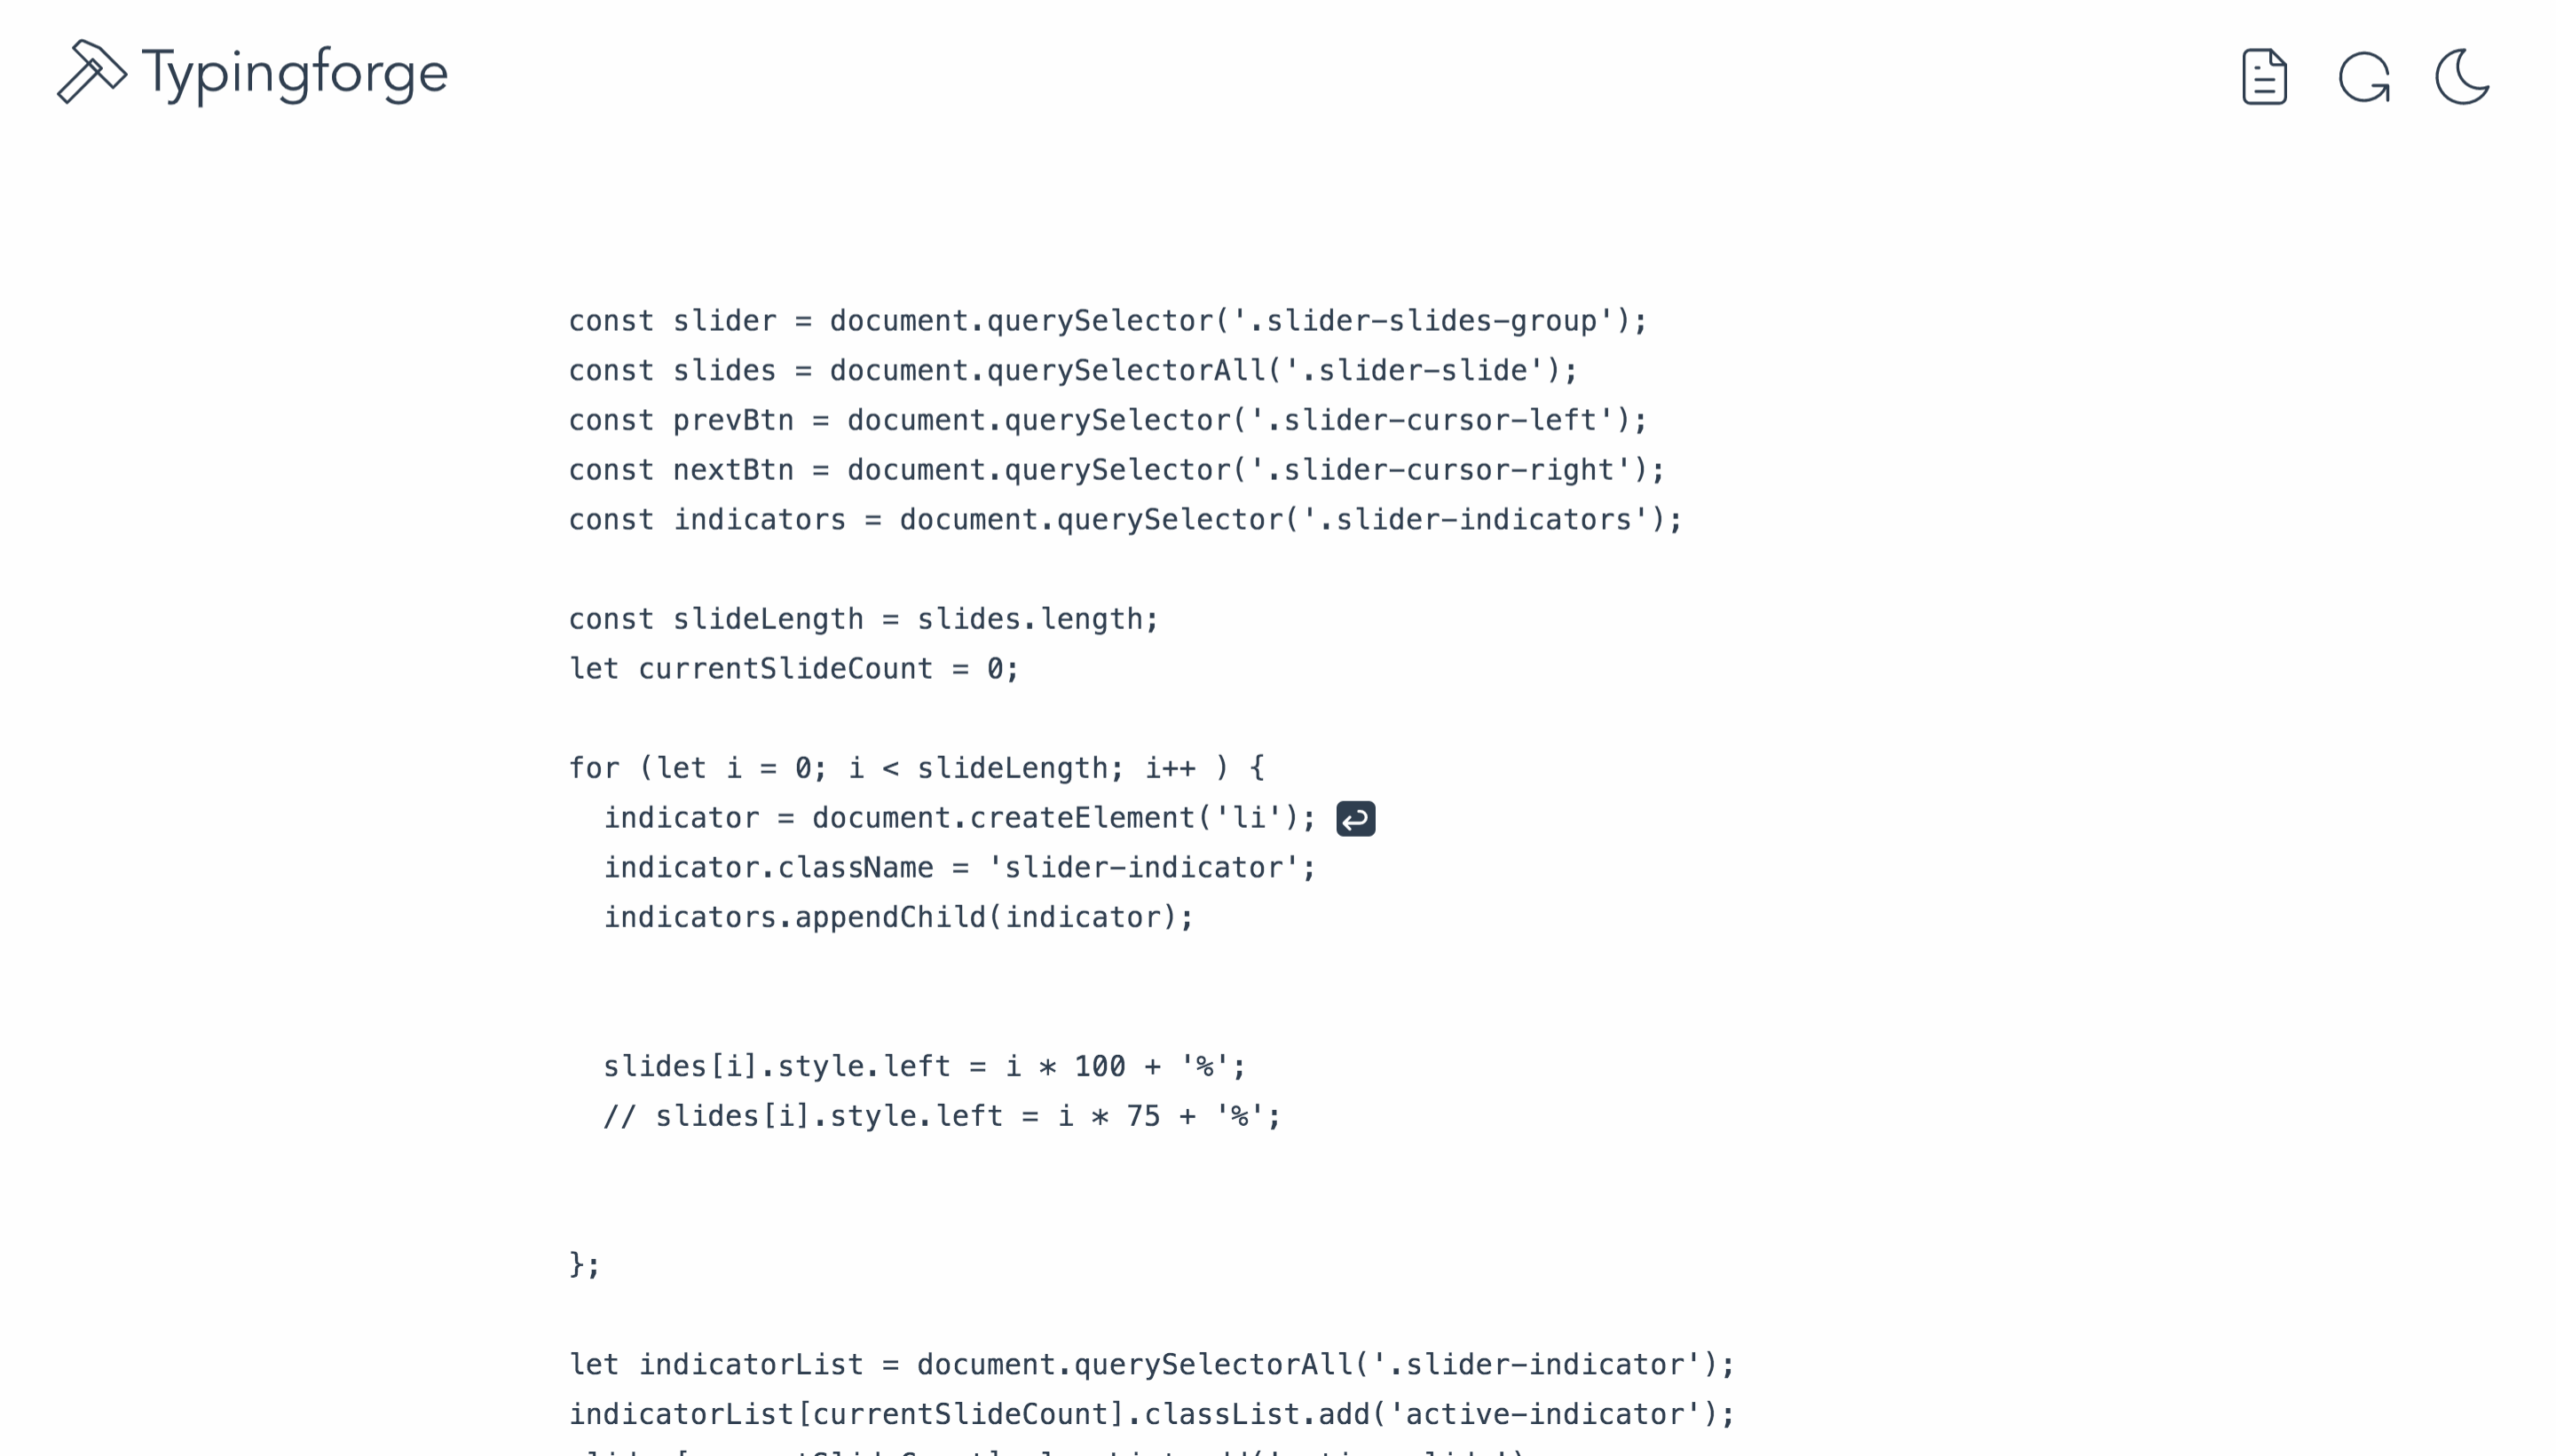 Typingforge
const slider = document.querySelector('.slider-slides-group');
const slides = document.querySelectorAll('.slider-slide');
const prevBtn = document.querySelector('.slider-cursor-left');
const nextBtn = document.querySelector('.slider-cursor-right');
const indicators = document.querySelector('.slider-indicators');
const slideLength = slides.length;
let currentSlideCount = 0;
for (let i = 0; i < slideLength; i++ ) {
  indicator = document.createElement('li');
  indicator.className = 'slider-indicator';
  indicators.appendChild(indicator);
  slides[i].style.left = i * 100 + '%';
  // slides[i].style.left = i * 75 + '%';
};
let indicatorList = document.querySelectorAll('.slider-indicator');
indicatorList[currentSlideCount].classList.add('active-indicator');